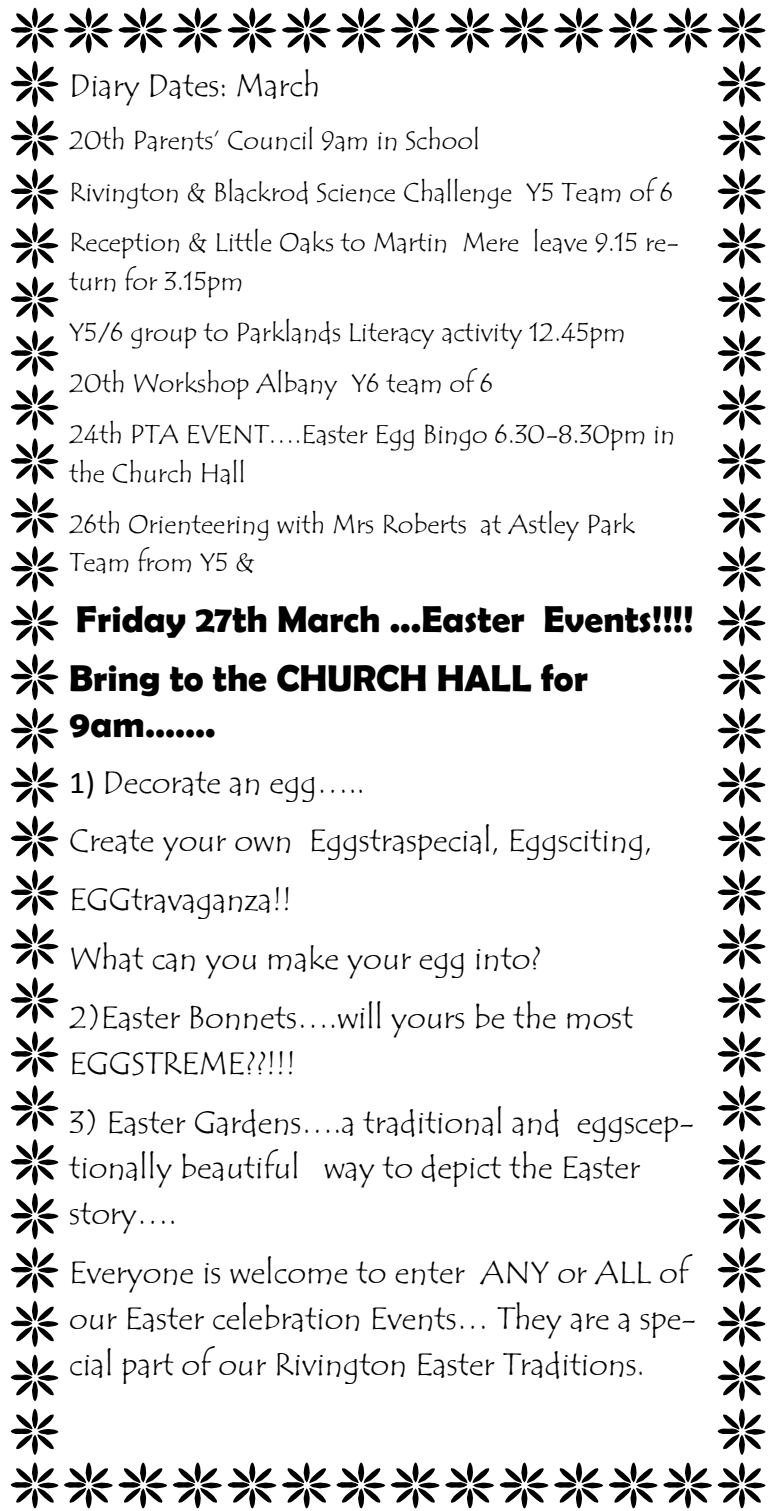 Diary Dates: March
20th Parents’ Council 9am in School
Rivington & Blackrod Science Challenge  Y5 Team of 6
Reception & Little Oaks to Martin  Mere  leave 9.15 re-
turn for 3.15pm
Y5/6 group to Parklands Literacy activity 12.45pm
20th Workshop Albany  Y6 team of 6
24th PTA EVENT….Easter Egg Bingo 6.30-8.30pm in
the Church Hall
26th Orienteering with Mrs Roberts  at Astley Park
Team from Y5 &
Friday 27th March …Easter  Events!!!!
Bring to the CHURCH HALL for
9am…….
1) Decorate an egg…..
Create your own  Eggstraspecial, Eggsciting,
EGGtravaganza!!
What can you make your egg into?
2)Easter Bonnets….will yours be the most
EGGSTREME??!!!
3) Easter Gardens….a traditional and  eggscep-
tionally beautiful   way to depict the Easter
story….
Everyone is welcome to enter  ANY or ALL of
our Easter celebration Events… They are a spe-
cial part of our Rivington Easter Traditions.